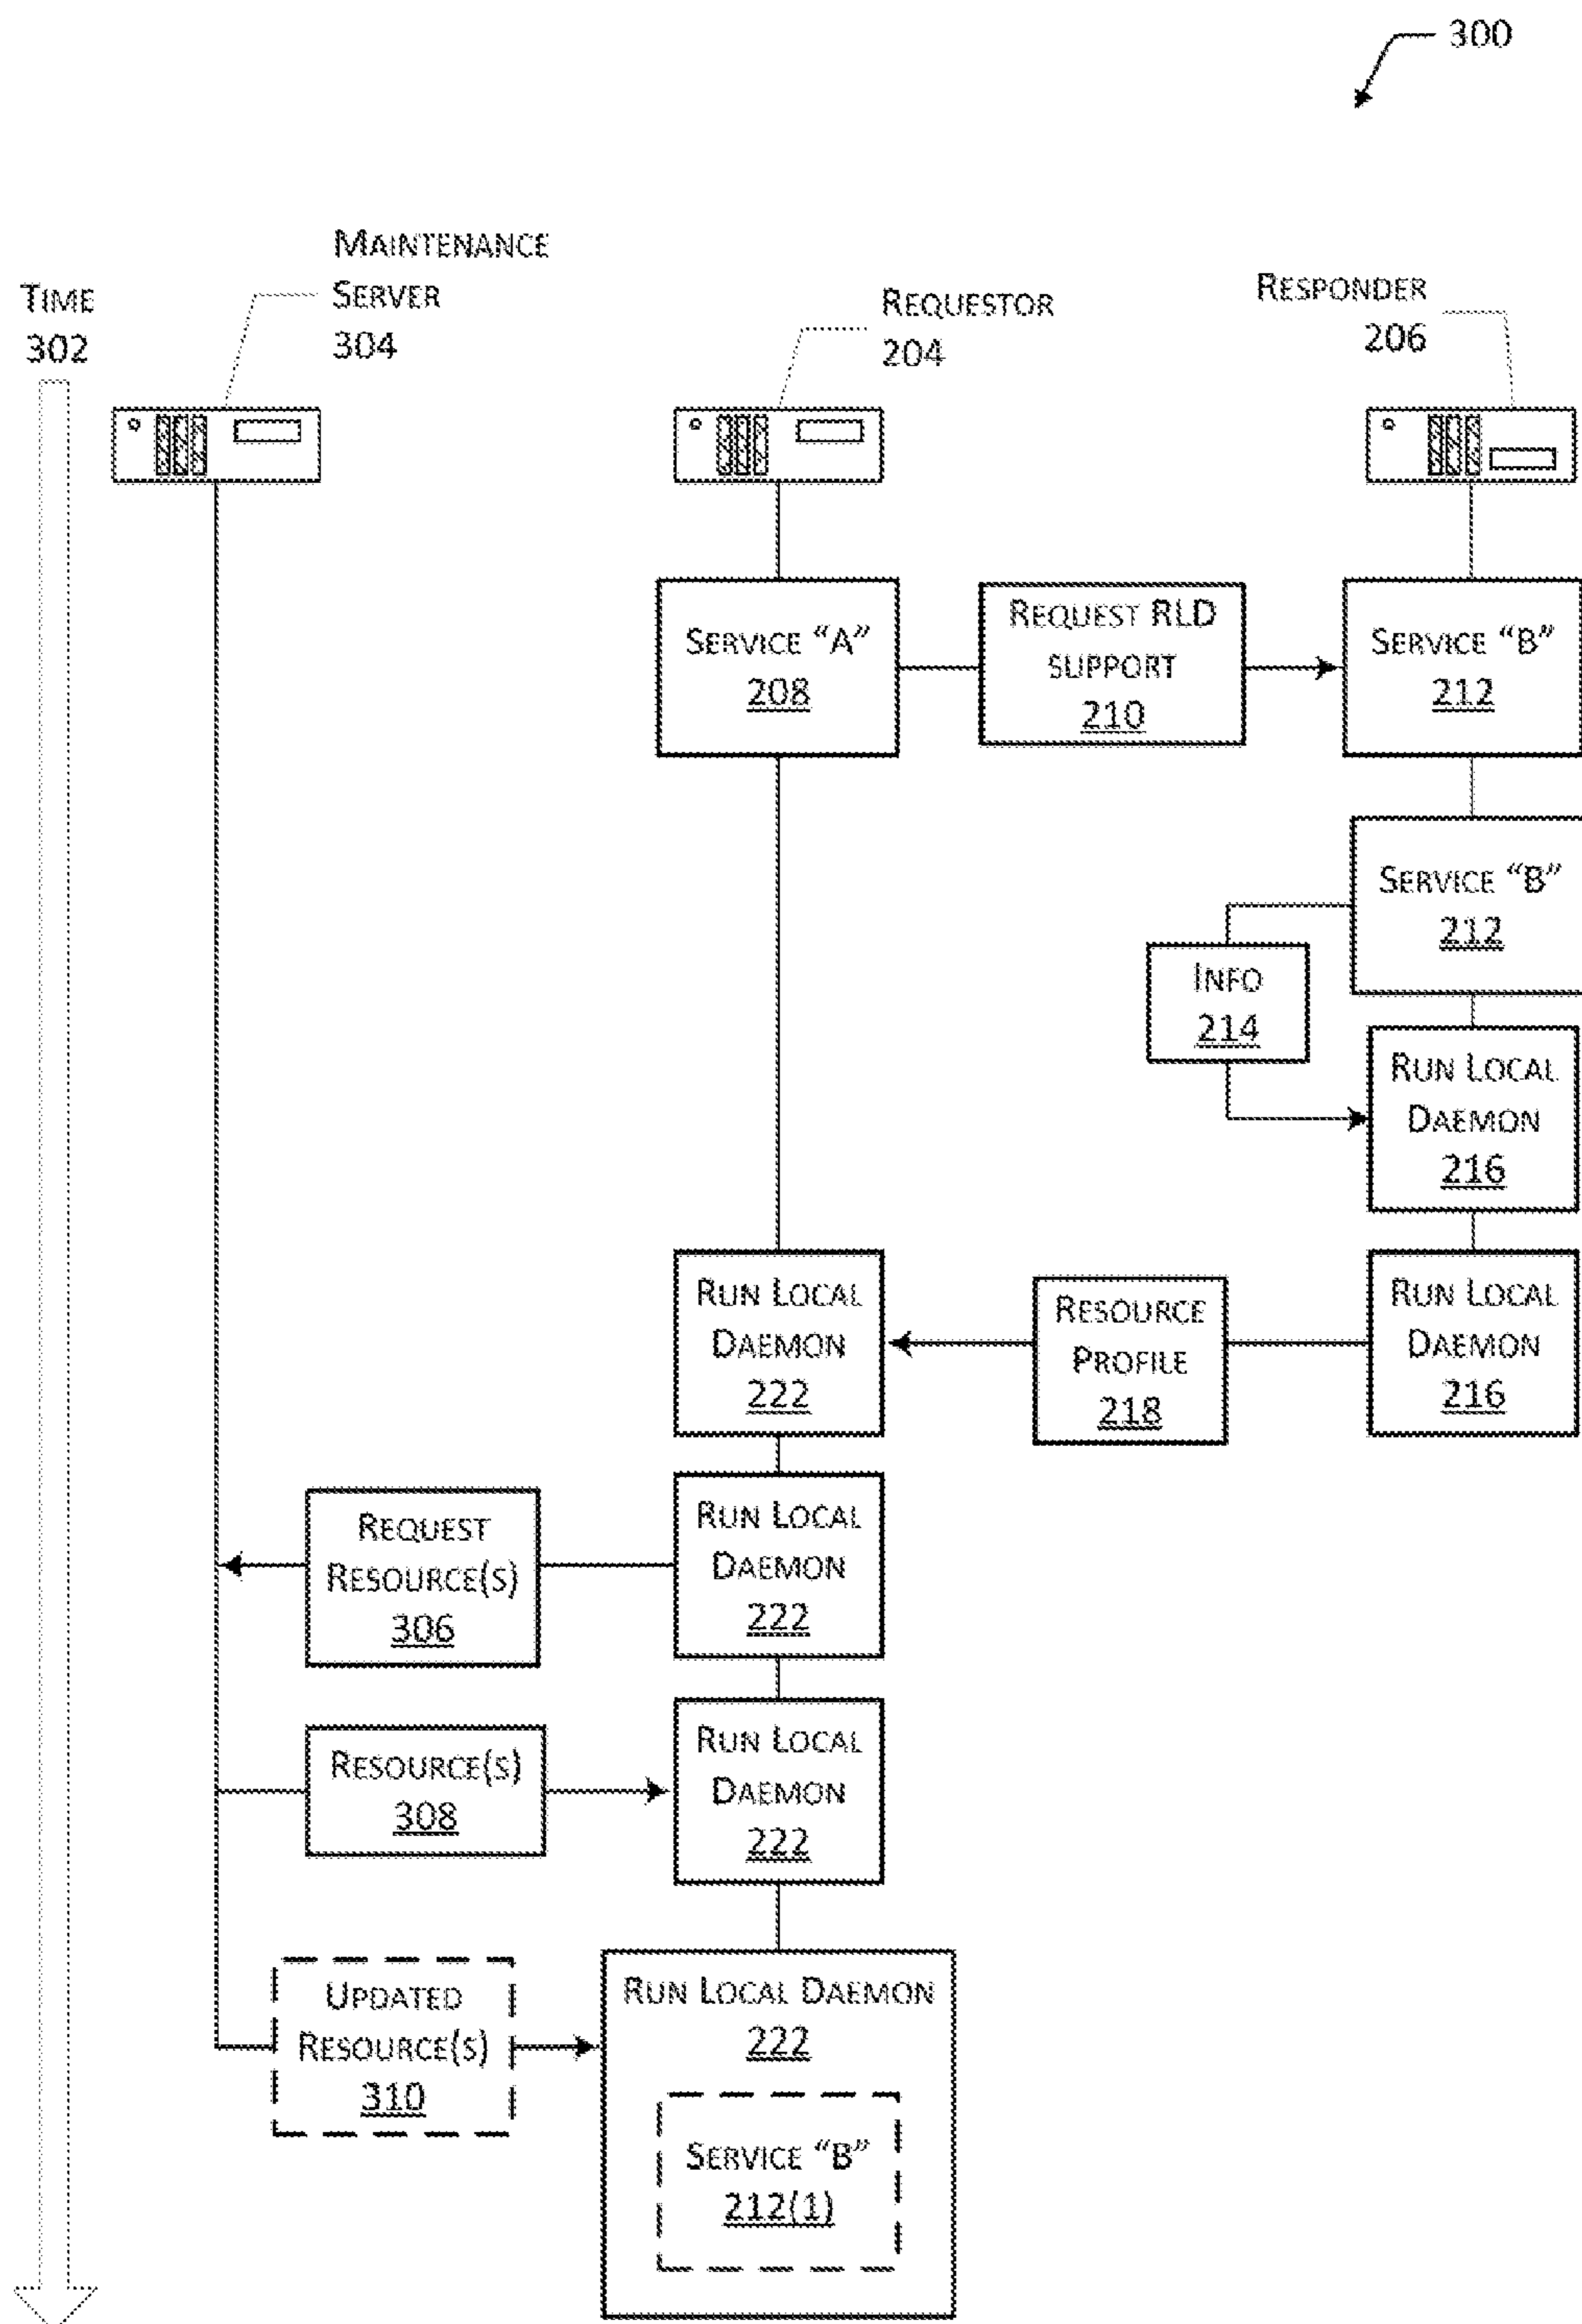 300
MAINTENANCE
SERVER
304
TIME
302
REQUESTOR
204
RESPONDER
206
SERVICE “A”
208
REQUEST RLD
SUPPORT
210
SERVICE “B”
212
SERVICE “B”
212
INFO
214
RUN LOCAL
DAEMON
216
RUN LOCAL
DAEMON
222
RESOURCE
PROFILE
218
RUN LOCAL
DAEMON
216
REQUEST
RESOURCE(S)
306
RUN LOCAL
DAEMON
222
RESOURCE(S)
308
RUN LOCAL
DAEMON
222
UPDATED
RESOURCE(S)
310
RUN LOCAL DAEMON
222
SERVICE “B”
212(1)